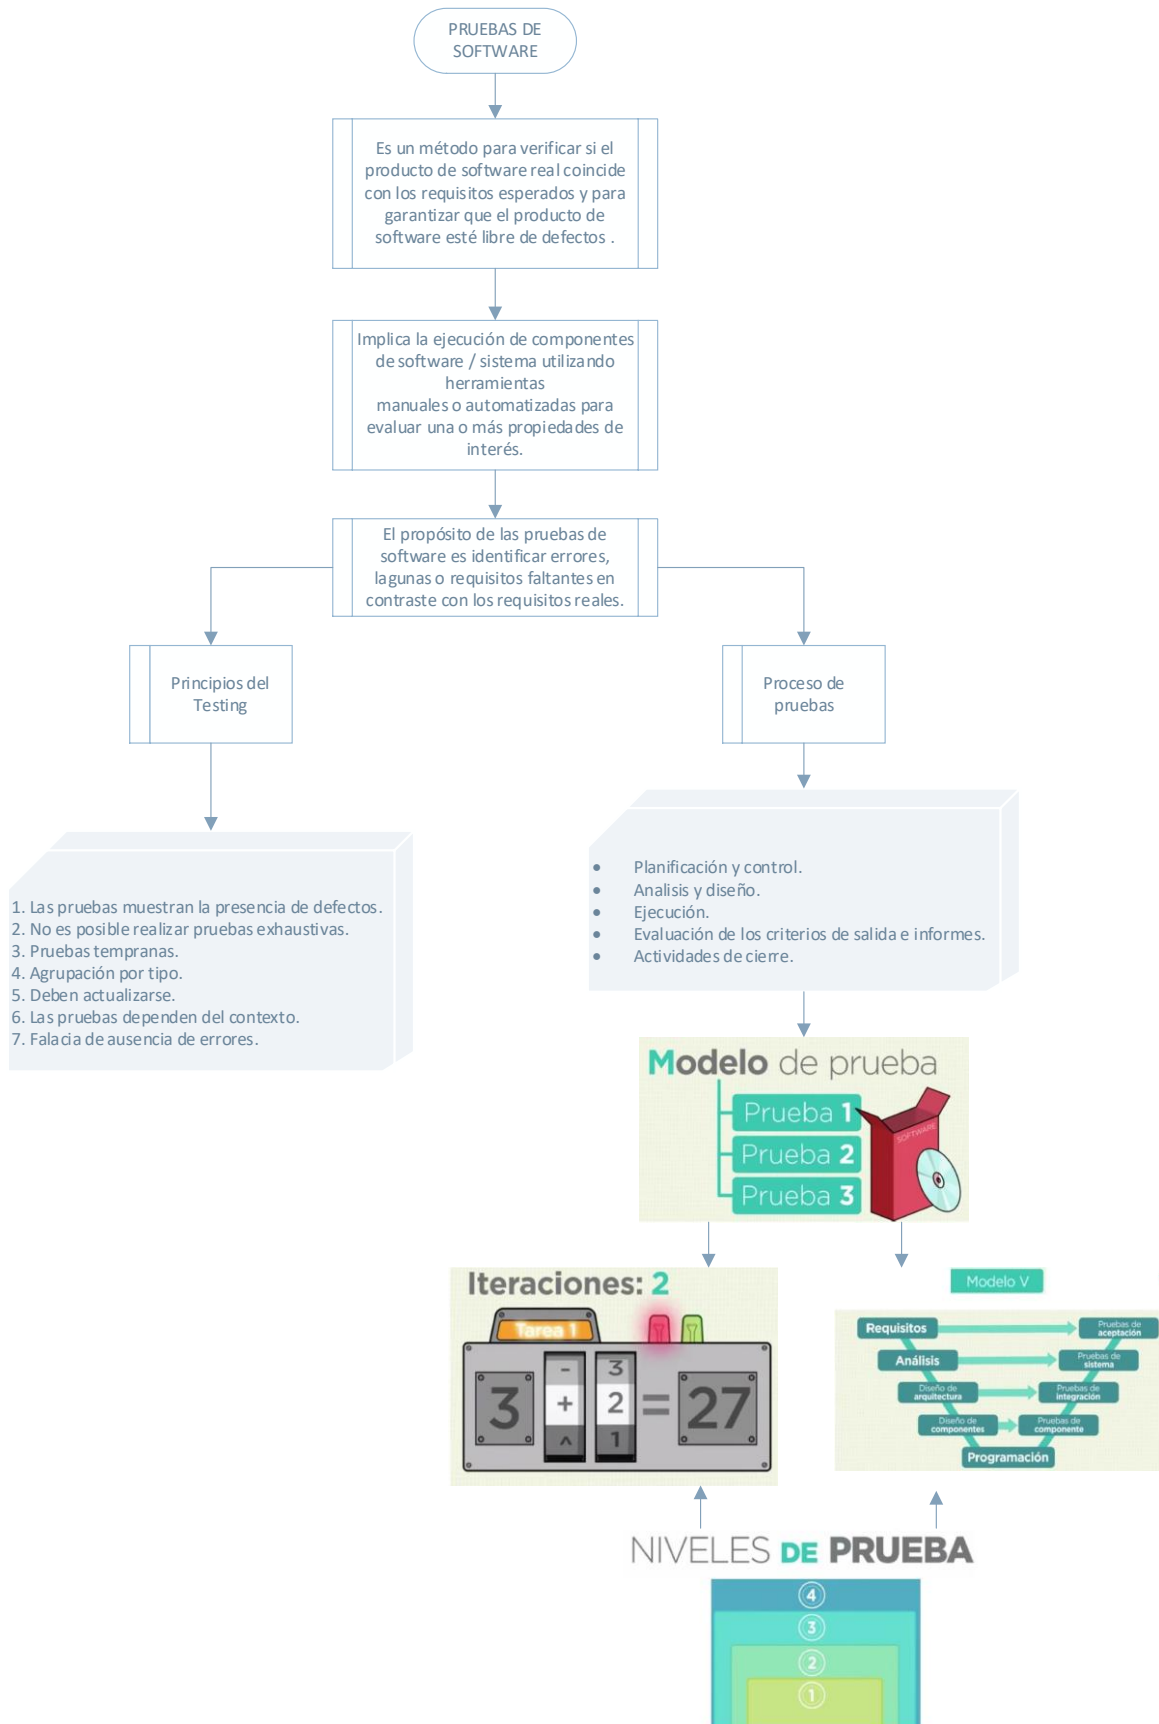 PRUEBAS DE
SOFTWARE
Es un método para verificar si el
producto de software real coincide
con los requisitos esperados y para
garantizar que el producto de
software esté libre de defectos .
Implica la ejecución de componentes
de software / sistema utilizando
herramientas
manuales o automatizadas para
evaluar una o más propiedades de
interés.
El propósito de las pruebas de
software es identificar errores,
lagunas o requisitos faltantes en
contraste con los requisitos reales.
Principios del
Testing
1. Las pruebas muestran la presencia de defectos.
2. No es posible realizar pruebas exhaustivas.
3. Pruebas tempranas.
4. Agrupación por tipo.
5. Deben actualizarse.
6. Las pruebas dependen del contexto.
7. Falacia de ausencia de errores.
Proceso de
pruebas
• Planificación y control.
• Analisis y diseño.
• Ejecución.
• Evaluación de los criterios de salida e informes.
• Actividades de cierre.
Modelo de prueba
Prueba 1
Prueba 2
Prueba 3
SOFTWARE
Iteraciones: 2
Tarea 1
- 3
3 + 2 = 27
^ 1
Modelo V
Requisitos
Pruebas de
aceptación
Análisis
Pruebas de
sistema
Diseño de
arquitectura
Pruebas de
integración
Diseño de
componentes
Pruebas de
componente
Programación
NIVELES DE PRUEBA
4
3
2
1